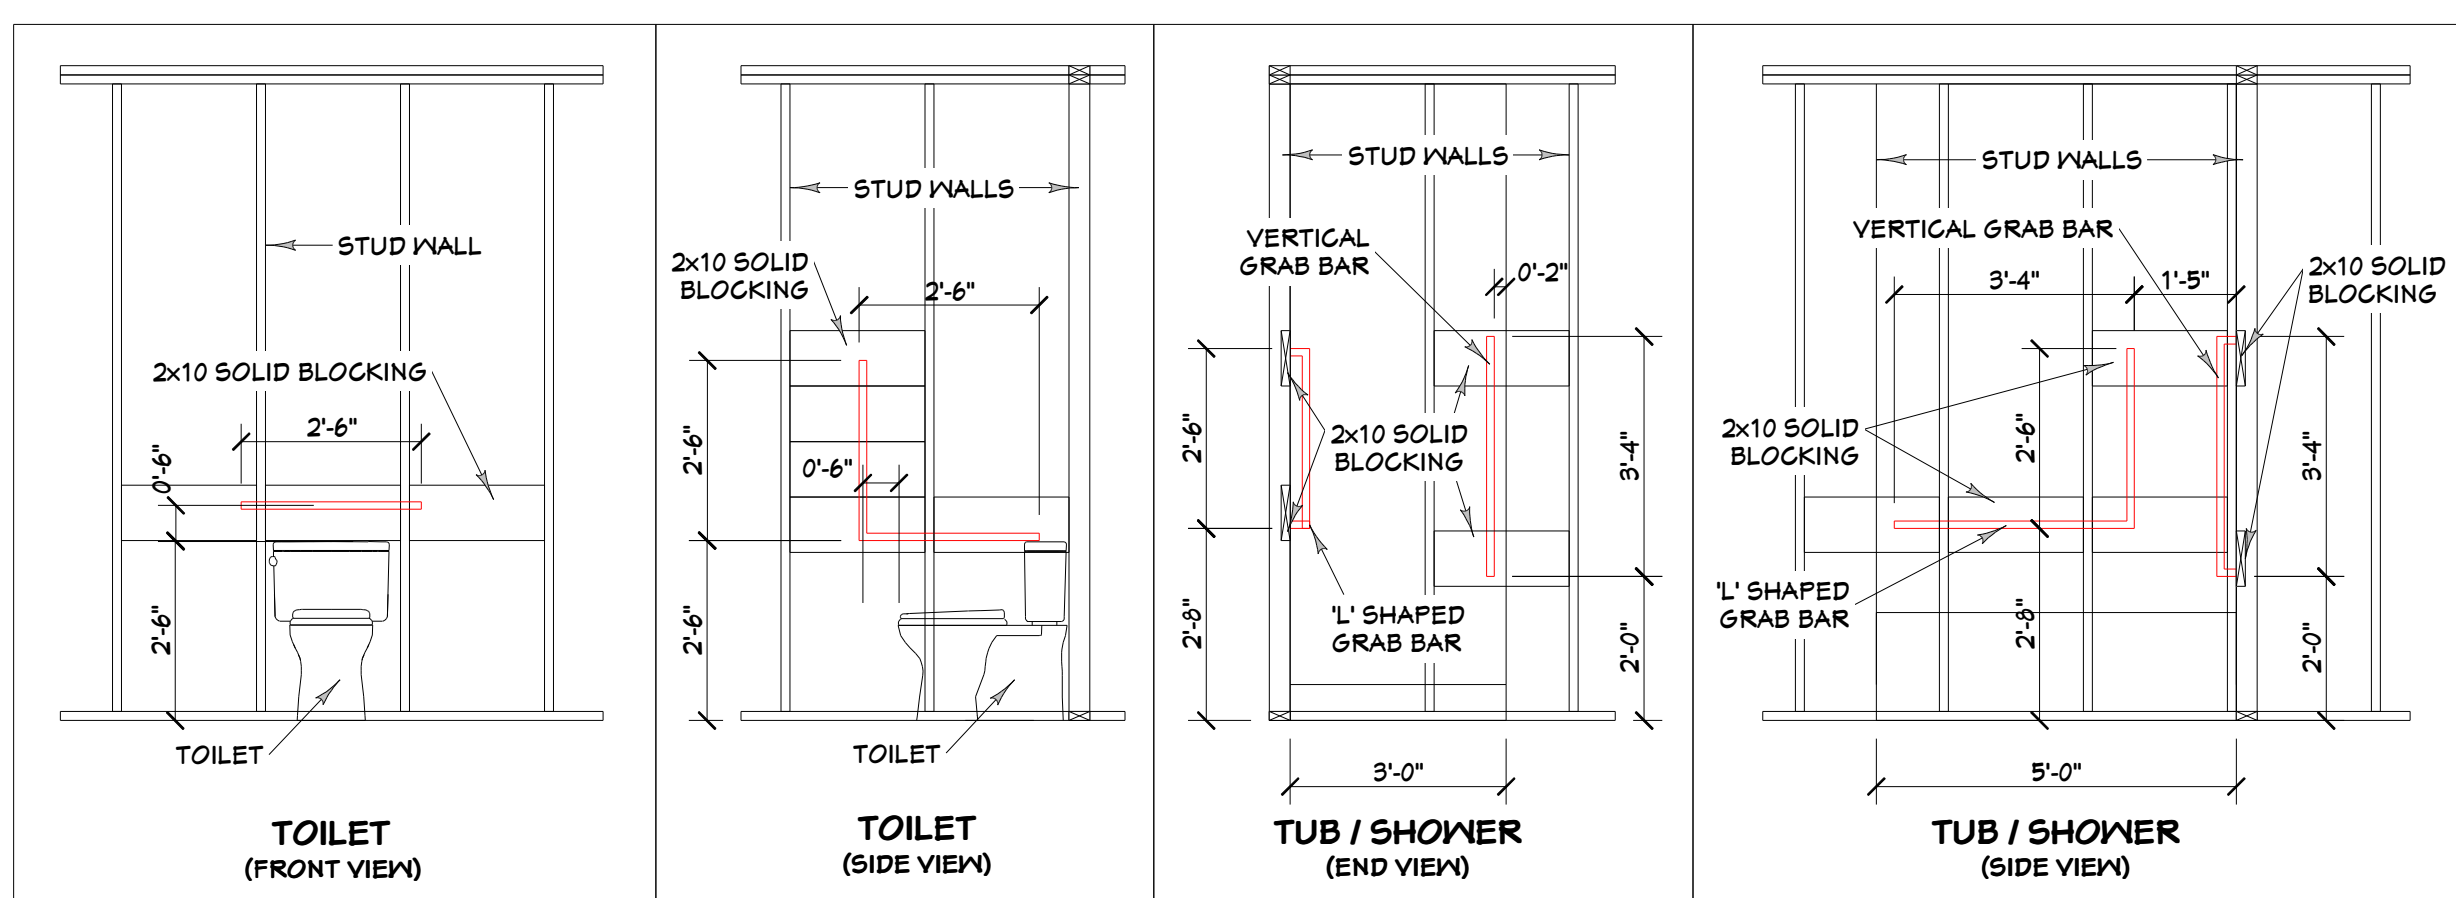 STUD WALL
2x10 SOLID BLOCKING
2'-6"
0'-6"
2'-6"
TOILET
TOILET
(FRONT VIEW)
STUD WALLS
2x10 SOLID
BLOCKING
2'-6"
2'-6"
0'-6"
2'-6"
TOILET
TOILET
(SIDE VIEW)
STUD WALLS
VERTICAL
GRAB BAR
0'-2"
2'-6"
2x10 SOLID
BLOCKING
3'-4"
'L' SHAPED
GRAB BAR
2'-8"
2'-0"
3'-0"
TUB / SHOWER
(END VIEW)
STUD WALLS
VERTICAL GRAB BAR
2x10 SOLID
BLOCKING
3'-4"
1'-5"
2x10 SOLID
BLOCKING
2'-6"
3'-4"
'L' SHAPED
GRAB BAR
2'-8"
2'-0"
5'-0"
TUB / SHOWER
(SIDE VIEW)